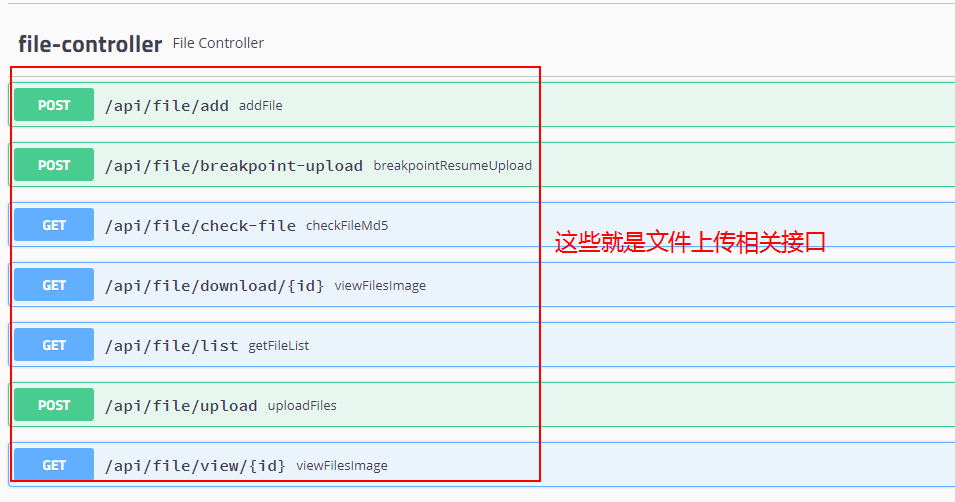 file-controller File Controller
POST /api/file/add addFile
POST /api/file/breakpoint-upload breakpointResumeUpload
GET /api/file/check-file checkFileMd5
这些就是文件上传相关接口
GET /api/file/download/{id} viewFilesImage
GET /api/file/list getFileList
POST /api/file/upload uploadFiles
GET /api/file/view/{id} viewFilesImage